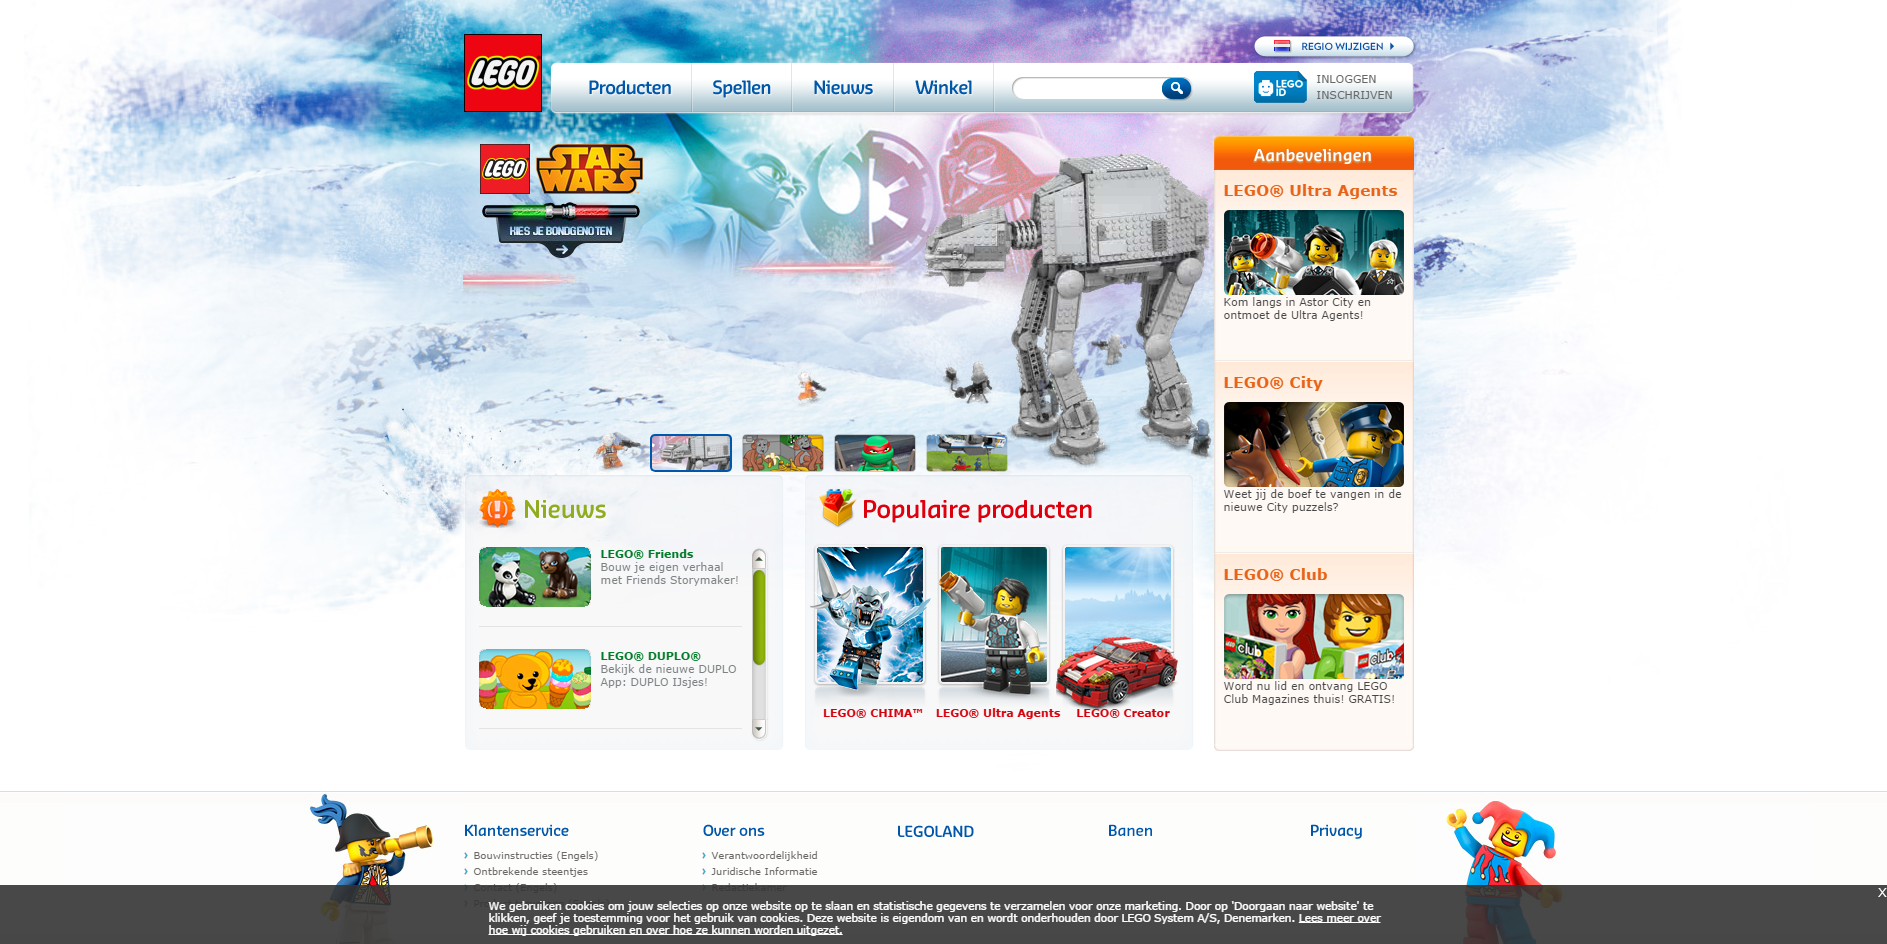 LEGO
REGIO WIJZIGEN
Producten
Spellen
Nieuws
Winkel
LEGO ID
INLOGGEN
INSCHRIJVEN
LEGO
STAR WARS
KIES JE BONDGENOTEN
Aanbevelingen
LEGO® Ultra Agents
Kom langs in Astor City en
ontmoet de Ultra Agents!
LEGO® City
Weet jij de boef te vangen in de
nieuwe City puzzels?
LEGO® Club
LEGO club
LEGO club
Word nu lid en ontvang LEGO
Club Magazines thuis! GRATIS!
Nieuws
LEGO® Friends
Bouw je eigen verhaal
met Friends Storymaker!
LEGO® DUPLO®
Bekijk de nieuwe DUPLO
App: DUPLO IJsjes!
Populaire producten
LEGO® CHIMA™
LEGO® Ultra Agents
LEGO® Creator
Klantenservice
Bouwinstructies (Engels)
Ontbrekende steentjes
Contact (Engels)
Over ons
Verantwoordelijkheid
Juridische Informatie
LEGOLAND
Banen
Privacy
X
We gebruiken cookies om jouw selecties op onze website op te slaan en statistische gegevens te verzamelen voor onze marketing. Door op 'Doorgaan naar website' te
klikken, geef je toestemming voor het gebruik van cookies. Deze website is eigendom van en wordt onderhouden door LEGO System A/S, Denemarken. Lees meer over
hoe wij cookies gebruiken en over hoe ze kunnen worden uitgezet.